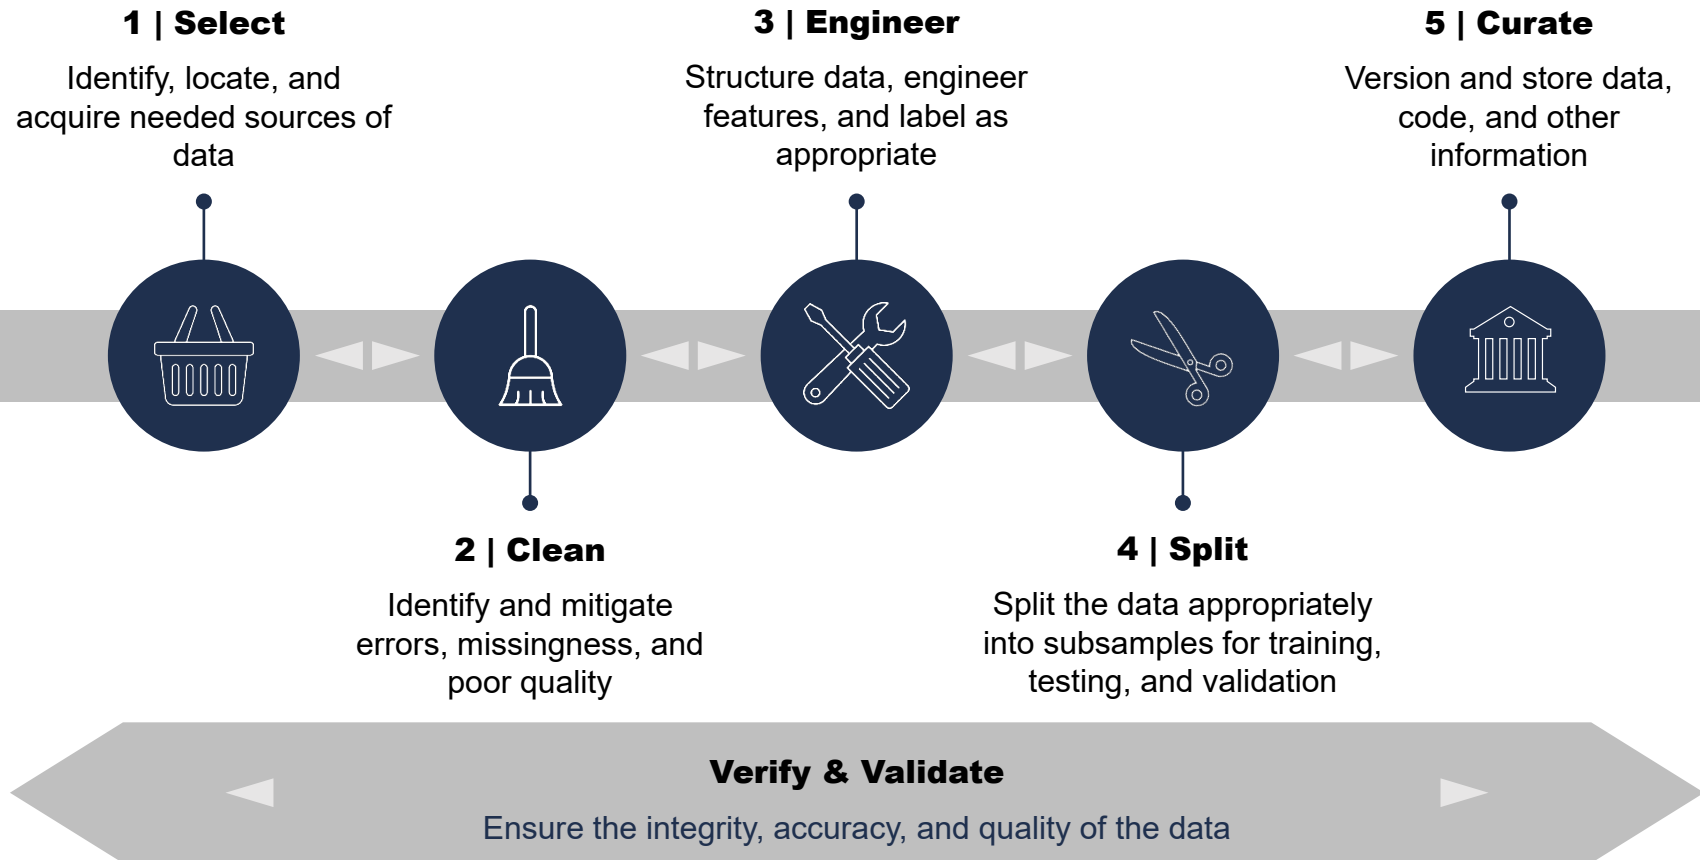 1 | Select
Identify, locate, and
acquire needed sources of
data
2 | Clean
Identify and mitigate
errors, missingness, and
poor quality
3 | Engineer
Structure data, engineer
features, and label as
appropriate
4 | Split
Split the data appropriately
into subsamples for training,
testing, and validation
5 | Curate
Version and store data,
code, and other
information
Verify & Validate
Ensure the integrity, accuracy, and quality of the data